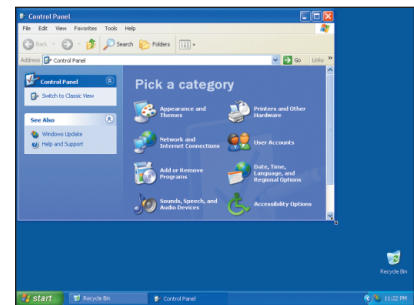 Control Panel
File Edit View Favorites Tools Help
Back Search Folders
Address Control Panel Go Links »
Control Panel
Switch to Classic View
See Also
Windows Update
Help and Support
Pick a category
Appearance and Themes
Printers and Other Hardware
Network and Internet Connections
User Accounts
Add or Remove Programs
Date, Time, Language, and Regional Options
Sounds, Speech, and Audio Devices
Accessibility Options
Recycle Bin
start Recycle Bin Control Panel 11:22 PM